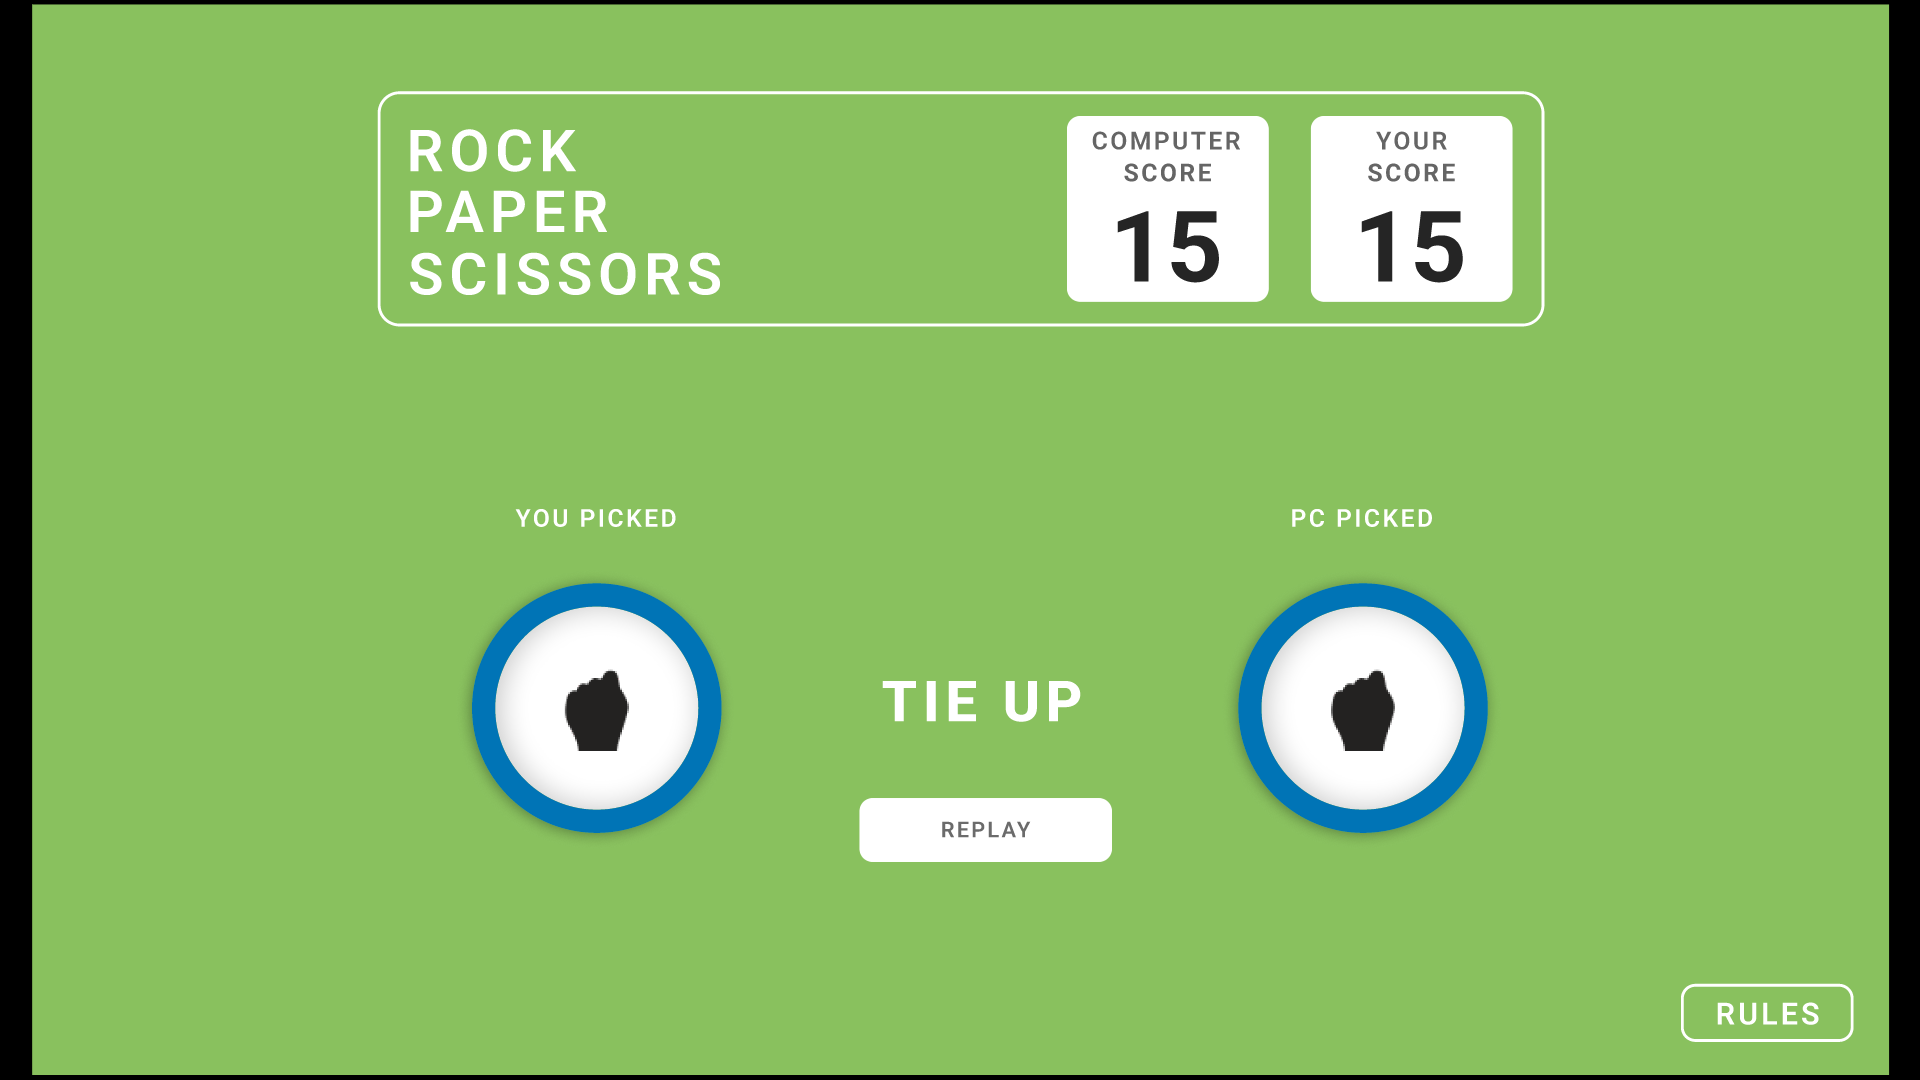 ROCK
PAPER
SCISSORS
COMPUTER
SCORE
15
YOUR
SCORE
15
YOU PICKED
PC PICKED
TIE UP
REPLAY
RULES